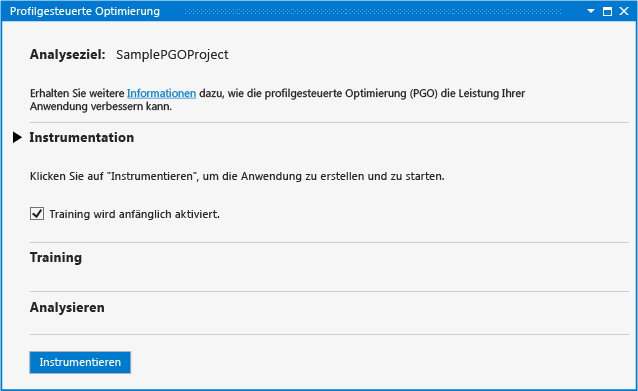 Profilgesteuerte Optimierung
Analyseziel: SamplePGOProject
Erhalten Sie weitere Informationen dazu, wie die profilgesteuerte Optimierung (PGO) die Leistung Ihrer
Anwendung verbessern kann.
Instrumentation
Klicken Sie auf "Instrumentieren", um die Anwendung zu erstellen und zu starten.
Training wird anfänglich aktiviert.
Training
Analysieren
Instrumentieren